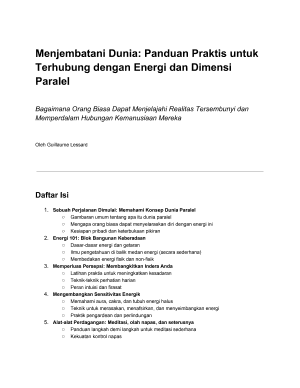 Menjembatani Dunia: Panduan Praktis untuk
Terhubung dengan Energi dan Dimensi
Paralel
Bagaimana Orang Biasa Dapat Menjelajahi Realitas Tersembunyi dan
Memperdalam Hubungan Kemanusiaan Mereka
Oleh Guillaume Lessard
Daftar Isi
1. Sebuah Perjalanan Dimulai: Memahami Konsep Dunia Paralel
○ Gambaran umum tentang apa itu dunia paralel
○ Mengapa orang biasa dapat menyelaraskan diri dengan energi ini
○ Kesiapan pribadi dan keterbukaan pikiran
2. Energi 101: Blok Bangunan Keberadaan
○ Dasar-dasar energi dan getaran
○ Ilmu pengetahuan di balik medan energi (secara sederhana)
○ Membedakan energi fisik dan non-fisik
3. Memperluas Persepsi: Membangkitkan Indera Anda
○ Latihan praktis untuk meningkatkan kesadaran
○ Teknik-teknik perhatian harian
○ Peran intuisi dan firasat
4. Mengembangkan Sensitivitas Energik
○ Memahami aura, cakra, dan tubuh energi halus
○ Teknik untuk merasakan, menafsirkan, dan menyeimbangkan energi
○ Praktik pengardean dan perlindungan
5. Alat-alat Perdagangan: Meditasi, olah napas, dan seterusnya
○ Panduan langkah demi langkah untuk meditasi sederhana
○ Kekuatan kontrol napas